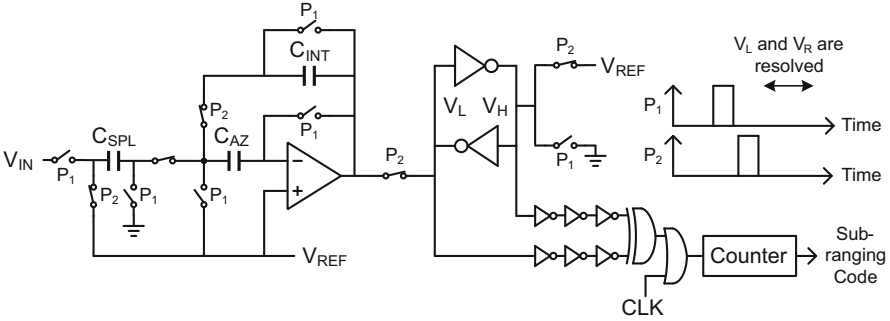 P1
CINT
P2
CSPL
CAZ
P1
VIN
P1
P2
P1
P1
VREF
−
+
P2
VL
VH
P2
VREF
P1
VL and VR are
resolved
P1
Time
P2
Time
Counter
Sub-
ranging
Code
CLK